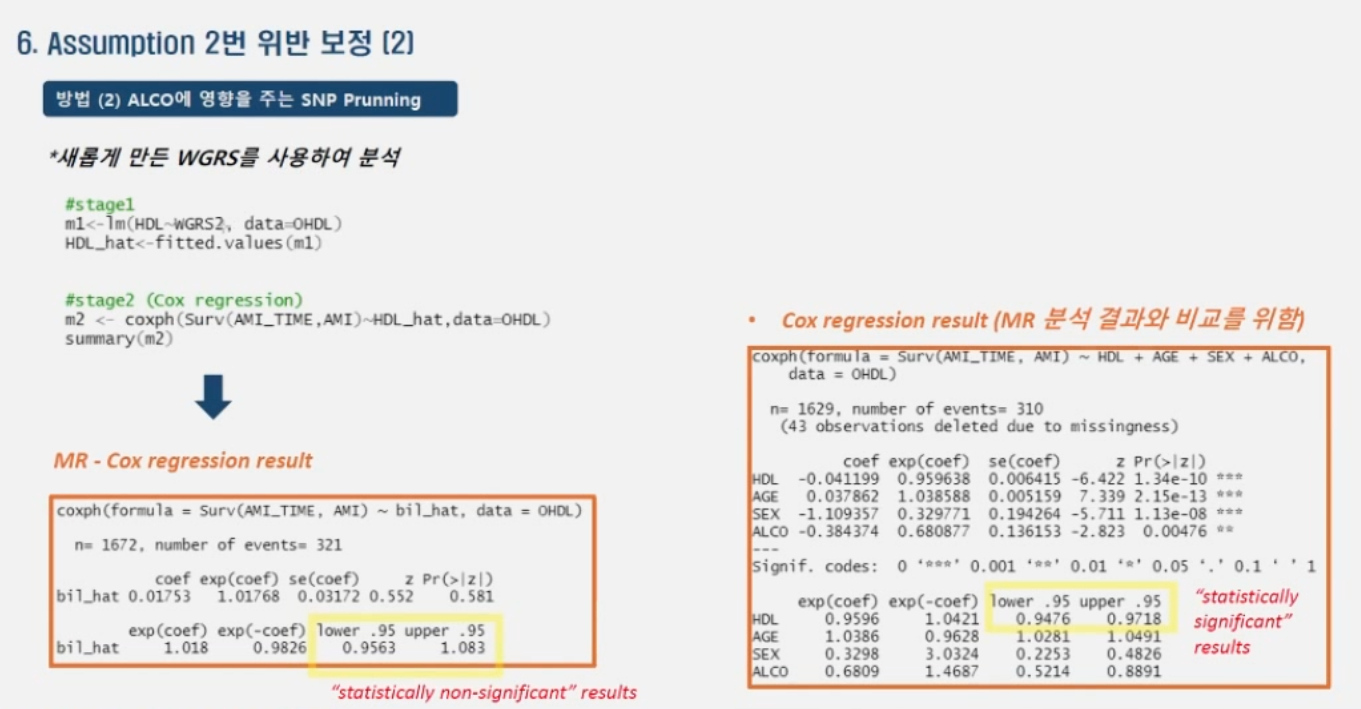 6. Assumption 2번 위반 보정 (2)
방법 (2) ALCO에 영향을 주는 SNP Prunning
*새롭게 만든 WGRS를 사용하여 분석
#stage1
m1<-lm(HDL~WGRS2, data=OHDL)
HDL_hat<-fitted.values(m1)
#stage2 (Cox regression)
m2 <- coxph(Surv(AMI_TIME,AMI)~HDL_hat,data=OHDL)
summary(m2)
MR - Cox regression result
coxph(formula = Surv(AMI_TIME, AMI) ~ bil_hat, data = OHDL)
n= 1672, number of events= 321
coef exp(coef) se(coef) z Pr(>|z|)
bil_hat 0.01753 1.01768 0.03172 0.552 0.581
exp(coef) exp(-coef) lower .95 upper .95
bil_hat 1.018 0.9826 0.9563 1.083
"statistically non-significant" results
• Cox regression result (MR 분석 결과와 비교를 위함)
coxph(formula = Surv(AMI_TIME, AMI) ~ HDL + AGE + SEX + ALCO,
data = OHDL)
n= 1629, number of events= 310
(43 observations deleted due to missingness)
coef exp(coef) se(coef) z Pr(>|z|)
HDL -0.041199 0.959638 0.006415 -6.422 1.34e-10 ***
AGE 0.037862 1.038588 0.005159 7.339 2.15e-13 ***
SEX -1.109357 0.329771 0.194264 -5.711 1.13e-08 ***
ALCO -0.384374 0.680877 0.136153 -2.823 0.00476 **
---
Signif. codes: 0 '***' 0.001 '**' 0.01 '*' 0.05 '.' 0.1 ' ' 1
exp(coef) exp(-coef) lower .95 upper .95
HDL 0.9596 1.0421 0.9476 0.9718
AGE 1.0386 0.9628 1.0281 1.0491
SEX 0.3298 3.0324 0.2253 0.4826
ALCO 0.6809 1.4687 0.5214 0.8891
"statistically
significant"
results